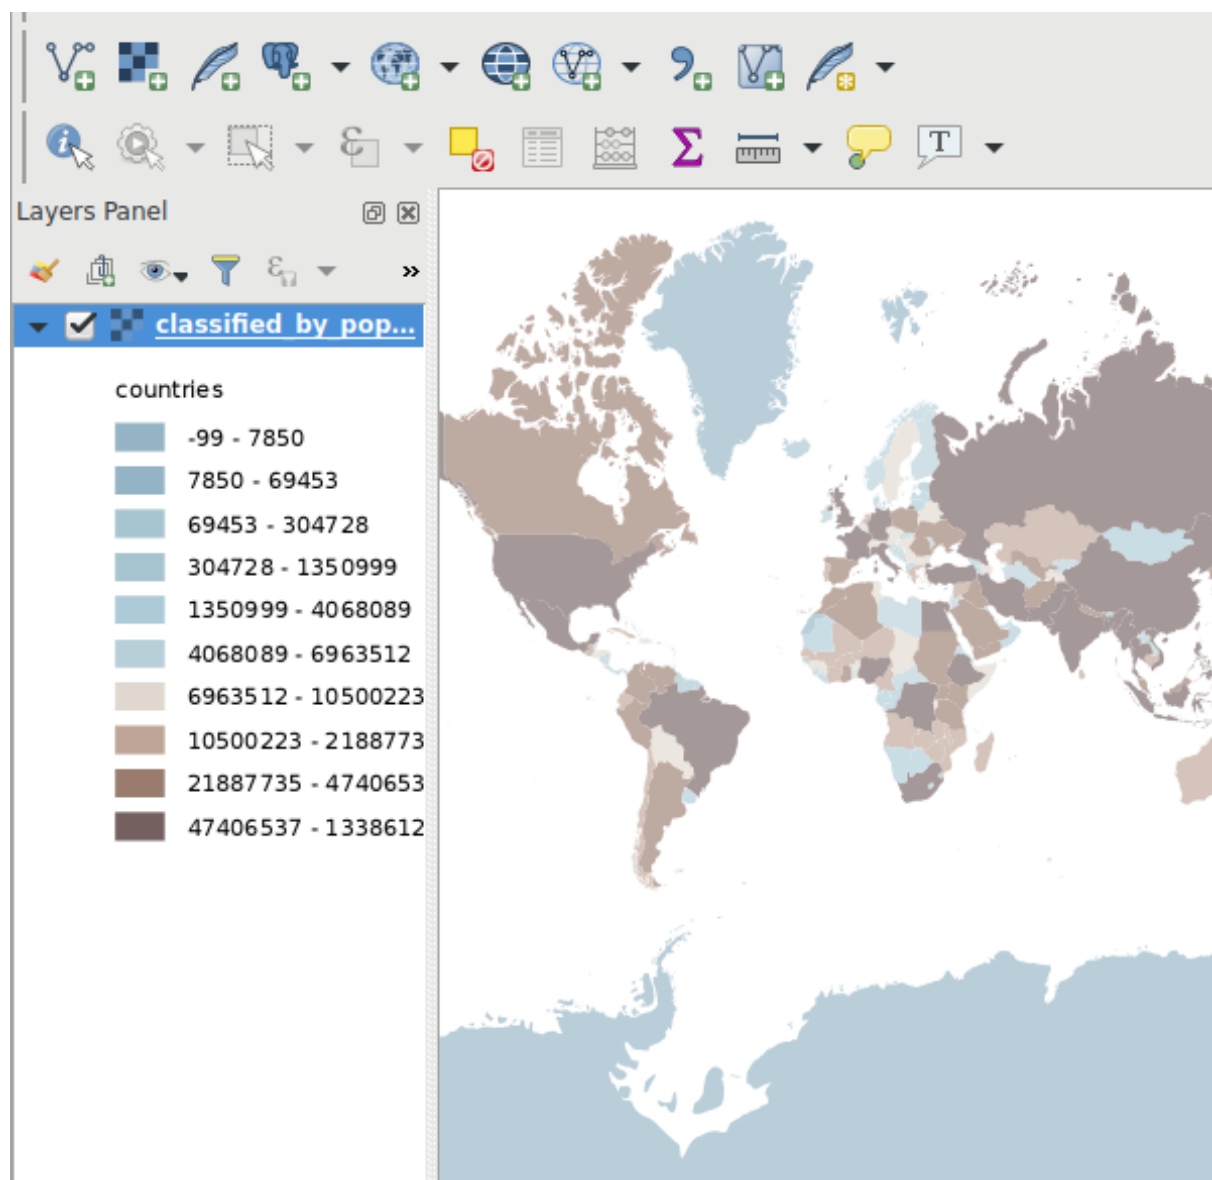 T
Layers Panel
classified_by_pop...
countries
-99 - 7850
7850 - 69453
69453 - 304728
304728 - 1350999
1350999 - 4068089
4068089 - 6963512
6963512 - 10500223
10500223 - 2188773
21887735 - 4740653
47406537 - 1338612